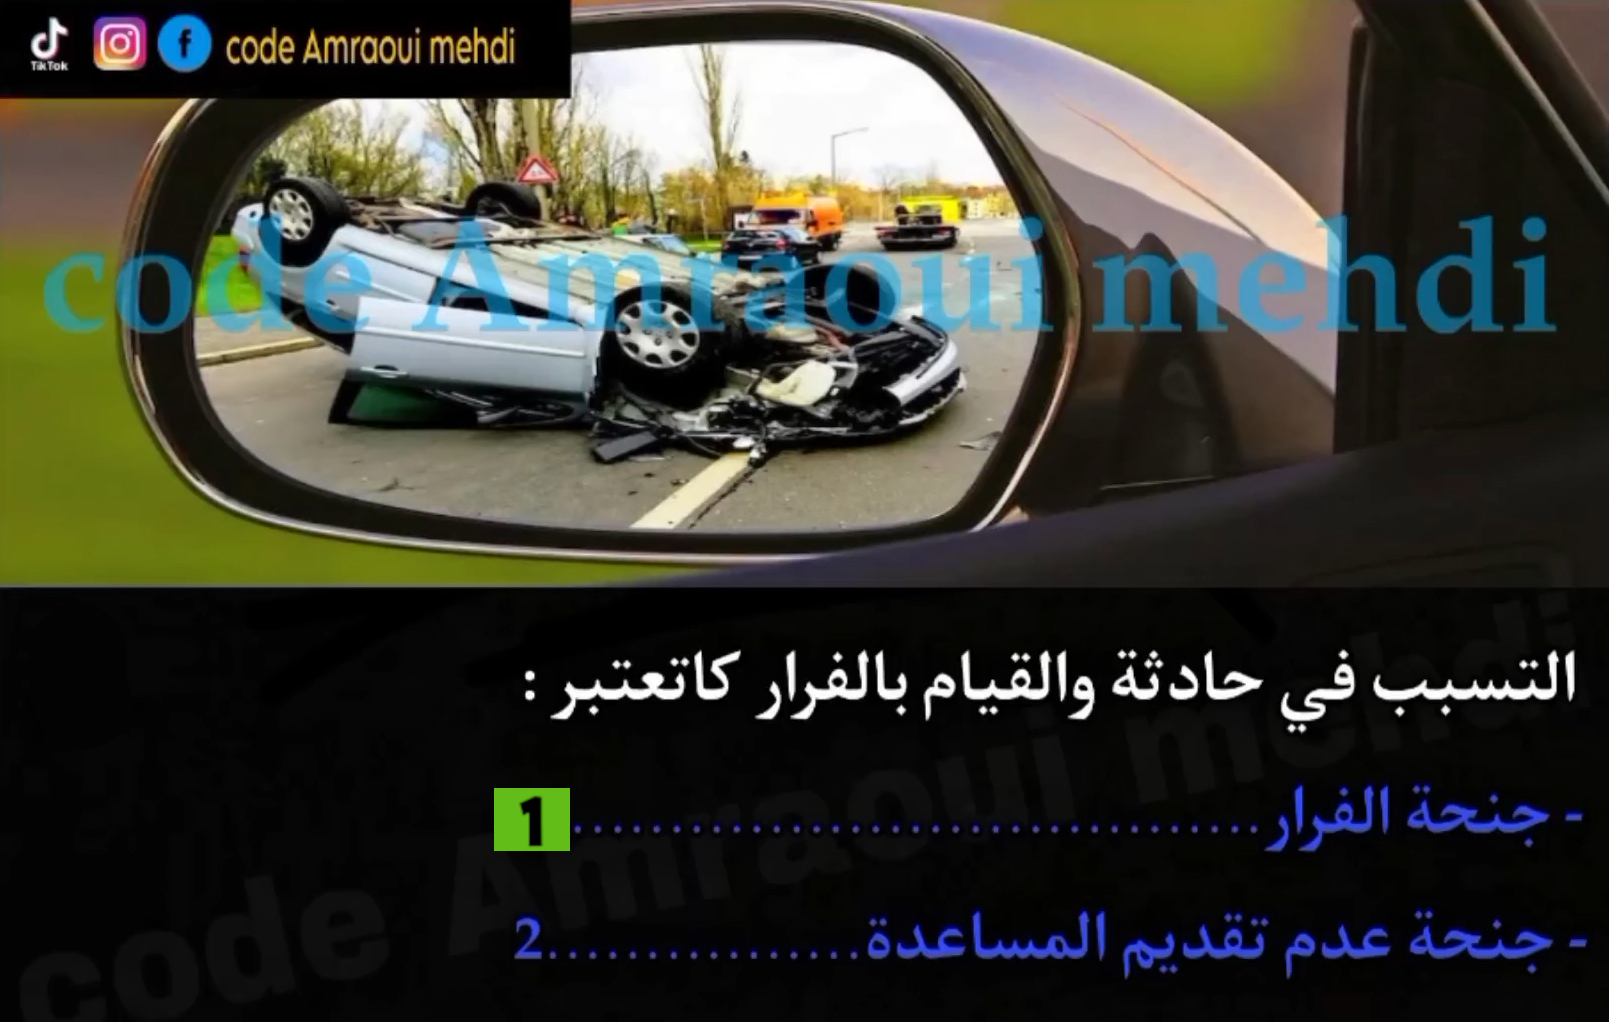 TikTok
code Amraoui mehdi
code Amraoui mehdi
التسبب في حادثة والقيام بالفرار كاتعتبر :
- جنحة الفرار..................................1
- جنحة عدم تقديم المساعدة................2
code Amraoui mehdi